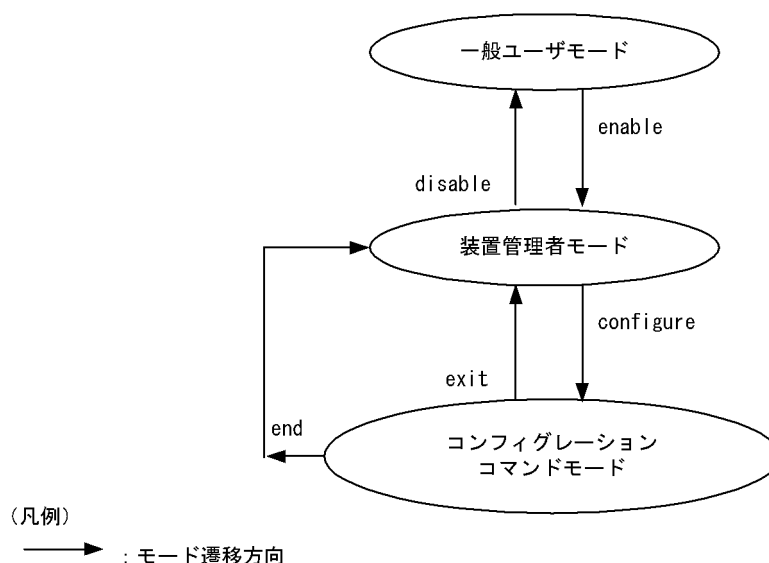 一般ユーザモード
enable
disable
装置管理者モード
configure
exit
end
コンフィグレーション
コマンドモード
(凡例)
:モード遷移方向